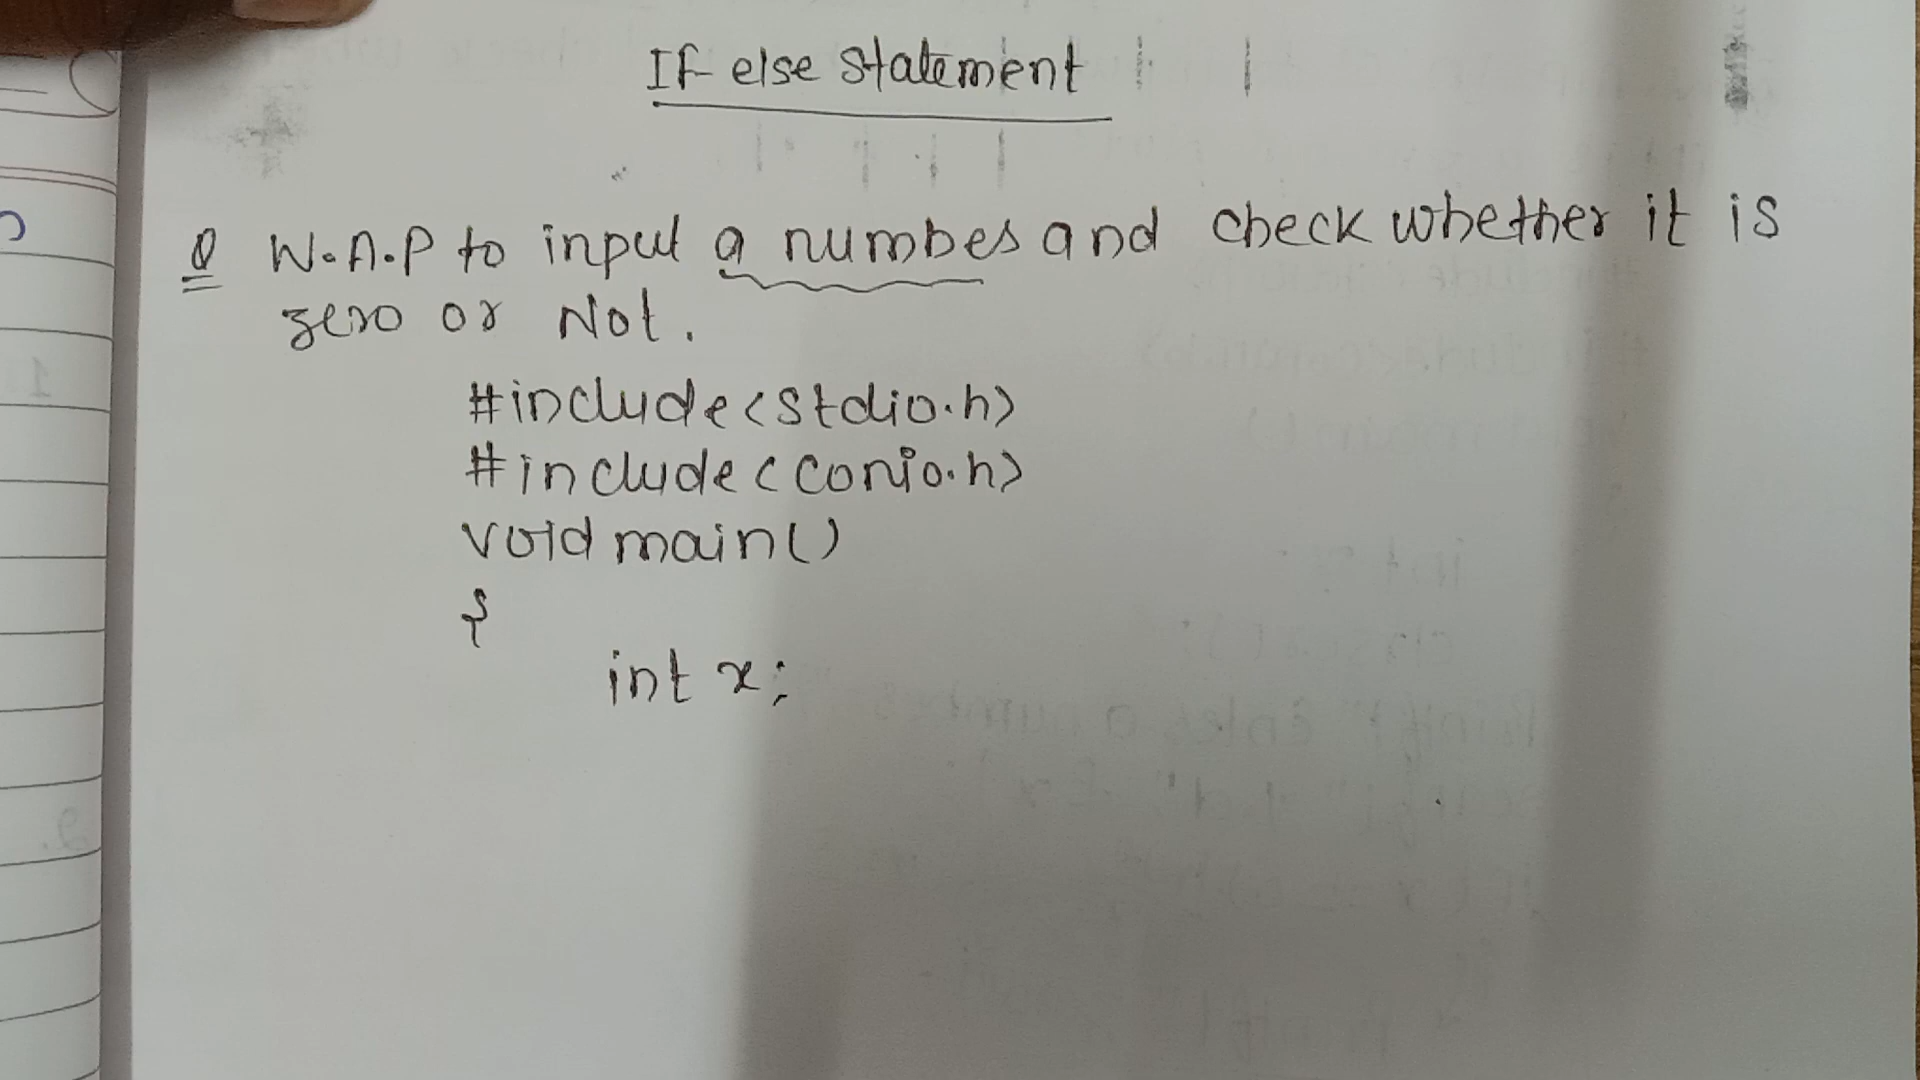 If else statement
Q W.A.P to input a number and check whether it is
zero or Not.
#include<stdio.h>
#include<conio.h>
void main()
{
int x;